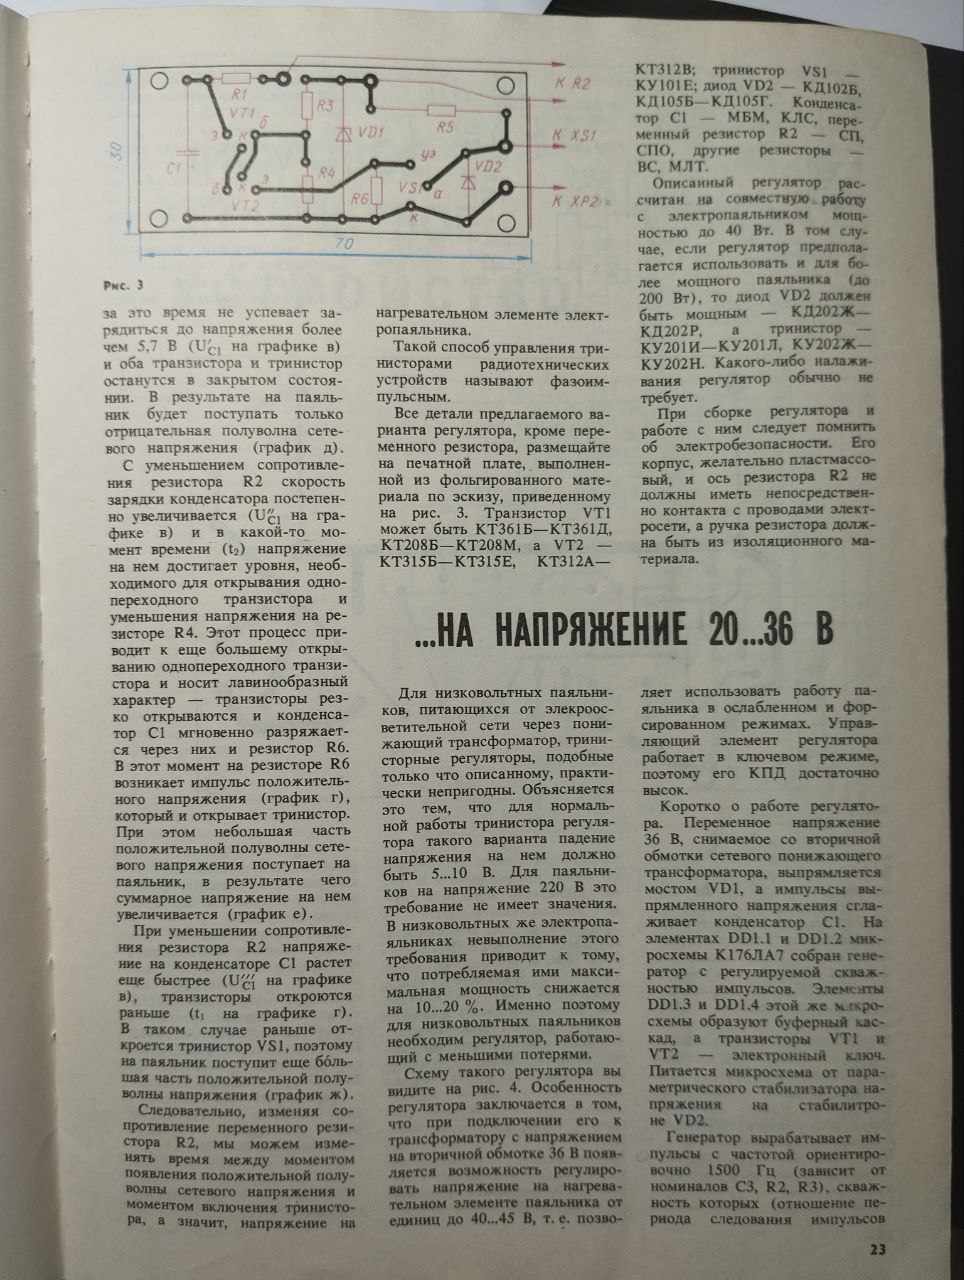 R1
VT1
R3
VD1
R5
К R2
К XS1
К XP2
C1
VT2
R4
R6
VS1
VD2
уэ
а
к
э
к
б
б
к
э
30
70
Рис. 3
за это время не успевает за-
рядиться до напряжения более
чем 5,7 В (U′C1 на графике в)
и оба транзистора и тринистор
останутся в закрытом состоя-
нии. В результате на паяль-
ник будет поступать только
отрицательная полуволна сете-
вого напряжения (график д).
С уменьшением сопротивле-
ния резистора R2 скорость
зарядки конденсатора постепен-
но увеличивается (U″C1 на гра-
фике в) и в какой-то мо-
мент времени (t2) напряжение
на нем достигает уровня, необ-
ходимого для открывания одно-
переходного транзистора и
уменьшения напряжения на ре-
зисторе R4. Этот процесс при-
водит к еще большему откры-
ванию однопереходного транзи-
стора и носит лавинообразный
характер — транзисторы рез-
ко открываются и конденса-
тор С1 мгновенно разряжает-
ся через них и резистор R6.
В этот момент на резисторе R6
возникает импульс положитель-
ного напряжения (график г),
который и открывает тринистор.
При этом небольшая часть
положительной полуволны сете-
вого напряжения поступает на
паяльник, в результате чего
суммарное напряжение на нем
увеличивается (график е).
При уменьшении сопротивле-
ния резистора R2 напряже-
ние на конденсаторе С1 растет
еще быстрее (U‴C1 на графике
в), транзисторы откроются
раньше (t1 на графике г).
В таком случае раньше от-
кроется тринистор VS1, поэтому
на паяльник поступит еще бо́ль-
шая часть положительной полу-
волны напряжения (график ж).
Следовательно, изменяя со-
противление переменного рези-
стора R2, мы можем изме-
нять время между моментом
появления положительной полу-
волны сетевого напряжения и
моментом включения тринисто-
ра, а значит, напряжение на
нагревательном элементе элект-
ропаяльника.
Такой способ управления три-
нисторами радиотехнических
устройств называют фазоим-
пульсным.
Все детали предлагаемого ва-
рианта регулятора, кроме пере-
менного резистора, размещайте
на печатной плате, выполнен-
ной из фольгированного мате-
риала по эскизу, приведенному
на рис. 3. Транзистор VT1
может быть КТ361Б—КТ361Д,
КТ208Б—КТ208М, а VT2 —
КТ315Б—КТ315Е, КТ312А—
КТ312В; тринистор VS1 —
КУ101Е; диод VD2 — КД102Б,
КД105Б—КД105Г. Конденса-
тор С1 — МБМ, КЛС, пере-
менный резистор R2 — СП,
СПО, другие резисторы —
ВС, МЛТ.
Описанный регулятор рас-
считан на совместную работу
с электропаяльником мощ-
ностью до 40 Вт. В том слу-
чае, если регулятор предпола-
гается использовать и для бо-
лее мощного паяльника (до
200 Вт), то диод VD2 должен
быть мощным — КД202Ж—
КД202Р, а тринистор —
КУ201И—КУ201Л, КУ202Ж—
КУ202Н. Какого-либо налажи-
вания регулятор обычно не
требует.
При сборке регулятора и
работе с ним следует помнить
об электробезопасности. Его
корпус, желательно пластмассо-
вый, и ось резистора R2 не
должны иметь непосредствен-
но контакта с проводами элект-
росети, а ручка резистора долж-
на быть из изоляционного ма-
териала.
...НА НАПРЯЖЕНИЕ 20...36 В
Для низковольтных паяльни-
ков, питающихся от элекроос-
ветительной сети через пони-
жающий трансформатор, трини-
сторные регуляторы, подобные
только что описанному, практи-
чески непригодны. Объясняется
это тем, что для нормаль-
ной работы тринистора регуля-
тора такого варианта падение
напряжения на нем должно
быть 5...10 В. Для паяльни-
ков на напряжение 220 В это
требование не имеет значения.
В низковольтных же электропа-
яльниках невыполнение этого
требования приводит к тому,
что потребляемая ими макси-
мальная мощность снижается
на 10...20 %. Именно поэтому
для низковольтных паяльников
необходим регулятор, работаю-
щий с меньшими потерями.
Схему такого регулятора вы
видите на рис. 4. Особенность
регулятора заключается в том,
что при подключении его к
трансформатору с напряжением
на вторичной обмотке 36 В появ-
ляется возможность регулиро-
вать напряжение на нагрева-
тельном элементе паяльника от
единиц до 40...45 В, т. е. позво-
ляет использовать работу па-
яльника в ослабленном и фор-
сированном режимах. Управ-
ляющий элемент регулятора
работает в ключевом режиме,
поэтому его КПД достаточно
высок.
Коротко о работе регулято-
ра. Переменное напряжение
36 В, снимаемое со вторичной
обмотки сетевого понижающего
трансформатора, выпрямляется
мостом VD1, а импульсы вы-
прямленного напряжения сгла-
живает конденсатор С1. На
элементах DD1.1 и DD1.2 мик-
росхемы К176ЛА7 собран гене-
ратор с регулируемой скваж-
ностью импульсов. Элементы
DD1.3 и DD1.4 этой же микро-
схемы образуют буферный кас-
кад, а транзисторы VT1 и
VT2 — электронный ключ.
Питается микросхема от пара-
метрического стабилизатора на-
пряжения на стабилитро-
не VD2.
Генератор вырабатывает им-
пульсы с частотой ориентиро-
вочно 1500 Гц (зависит от
номиналов С3, R2, R3), скваж-
ность которых (отношение пе-
риода следования импульсов
23